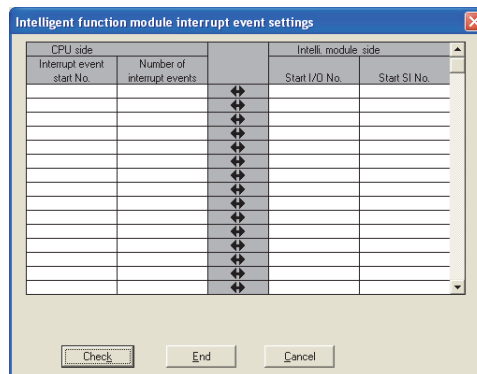 Intelligent function module interrupt event settings
CPU side
Intelli. module side
Interrupt event
start No.
Number of
interrupt events
Start I/O No.
Start SI No.
Check
End
Cancel